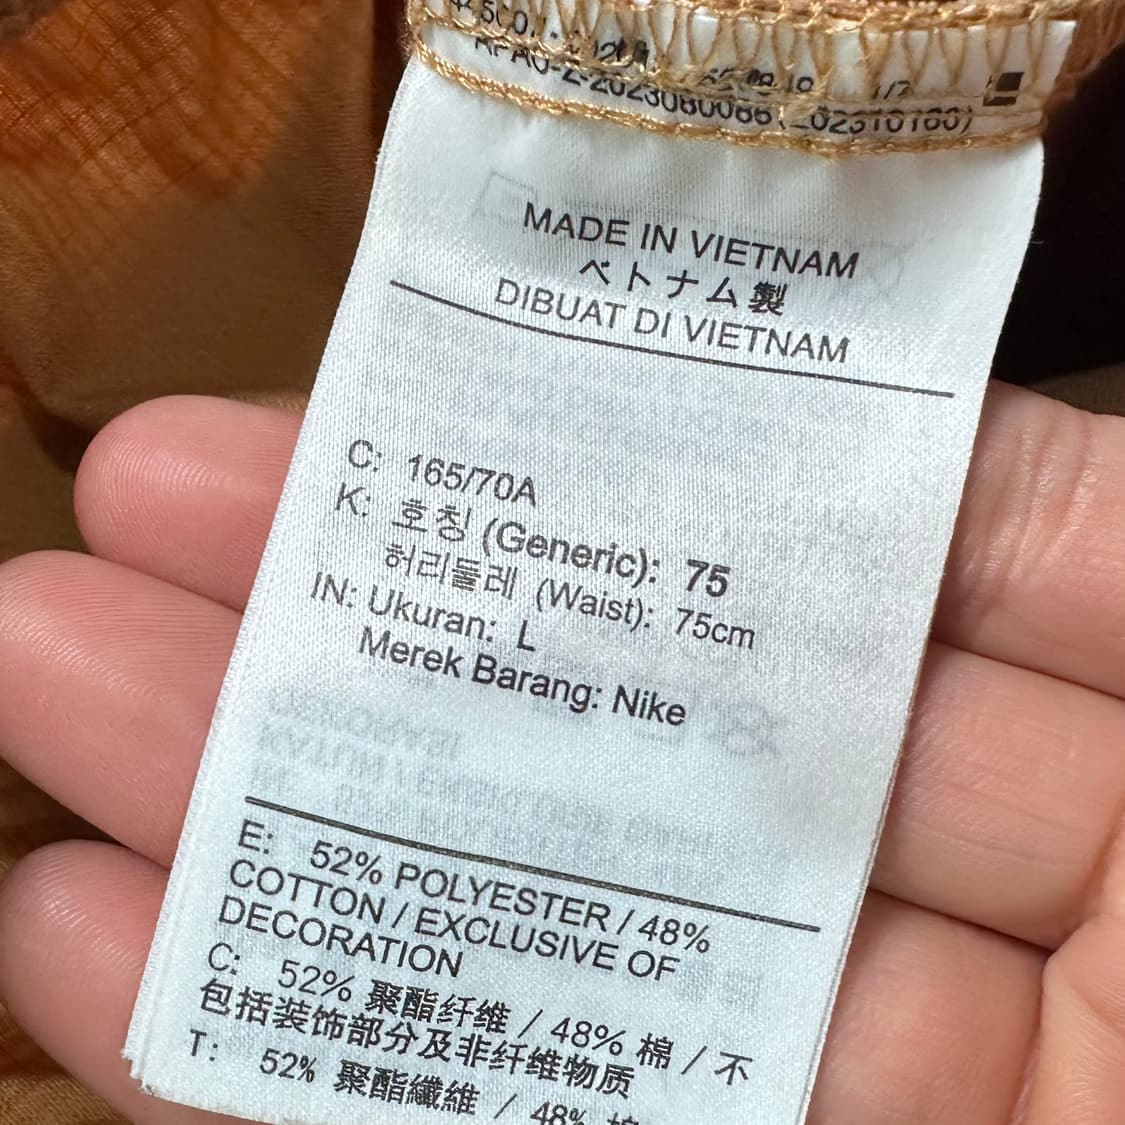 MADE IN VIETNAM
ベトナム製
DIBUAT DI VIETNAM
C: 165/70A
K: 호칭 (Generic): 75
허리둘레 (Waist): 75cm
IN: Ukuran: L
Merek Barang: Nike
E: 52% POLYESTER / 48%
COTTON / EXCLUSIVE OF
DECORATION
C: 52% 聚酯纤维 / 48% 棉 / 不
包括装饰部分及非纤维物质
T: 52% 聚酯纖維 / 48%